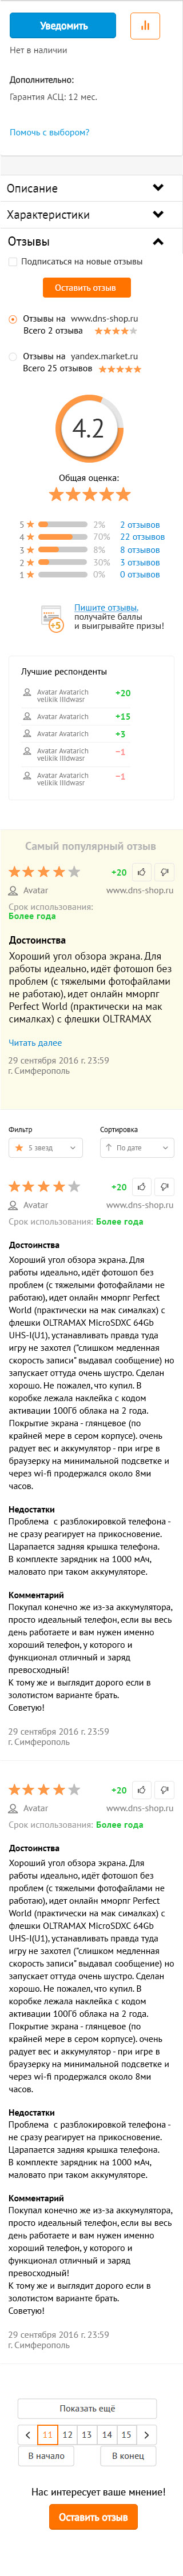 Уведомить
Нет в наличии
Дополнительно:
Гарантия АСЦ: 12 мес.
Помочь с выбором?
Описание
Характеристики
Отзывы
Подписаться на новые отзывы
Оставить отзыв
Отзывы на www.dns-shop.ru
Всего 2 отзыва
Отзывы на yandex.market.ru
Всего 25 отзывов
4.2
Общая оценка:
5 2% 2 отзывов
4 70% 22 отзывов
3 8% 8 отзывов
2 30% 3 отзывов
1 0% 0 отзывов
+5
Пишите отзывы,
получайте баллы
и выигрывайте призы!
Лучшие респонденты
Avatar Avatarich
velikik IIIdwasr
+20
Avatar Avatarich +15
Avatar Avatarich +3
Avatar Avatarich
velikik IIIdwasr
−1
Avatar Avatarich
velikik IIIdwasr
−1
Самый популярный отзыв
+20
Avatar www.dns-shop.ru
Срок использования:
Более года
Достоинства
Хороший угол обзора экрана. Для
работы идеально, идёт фотошоп без
проблем (с тяжелыми фотофайлами
не работаю), идет онлайн мморпг
Perfect World (практически на мак
сималках) с флешки OLTRAMAX
Читать далее
29 сентября 2016 г, 23:59
г. Симферополь
Фильтр Сортировка
5 звезд По дате
+20
Avatar www.dns-shop.ru
Срок использования: Более года
Достоинства
Хороший угол обзора экрана. Для
работы идеально, идёт фотошоп без
проблем (с тяжелыми фотофайлами не
работаю), идет онлайн мморпг Perfect
World (практически на мак сималках) с
флешки OLTRAMAX MicroSDXC 64Gb
UHS-I(U1), устанавливать правда туда
игру не захотел ("слишком медленная
скорость записи" выдавал сообщение) но
запускает оттуда очень шустро. Сделан
хорошо. Не пожалел, что купил. В
коробке лежала наклейка с кодом
активации 100Гб облака на 2 года.
Покрытие экрана - глянцевое (по
крайней мере в сером корпусе). очень
радует вес и аккумулятор - при игре в
браузерку на минимальной подсветке и
через wi-fi продержался около 8ми
часов.
Недостатки
Проблема с разблокировкой телефона -
не сразу реагирует на прикосновение.
Царапается задняя крышка телефона.
В комплекте зарядник на 1000 мАч,
маловато при таком аккумуляторе.
Комментарий
Покупал конечно же из-за аккумулятора,
просто идеальный телефон, если вы весь
день работаете и вам нужен именно
хороший телефон, у которого и
функционал отличный и заряд
превосходный!
К тому же и выглядит дорого если в
золотистом варианте брать.
Советую!
29 сентября 2016 г, 23:59
г. Симферополь
+20
Avatar www.dns-shop.ru
Срок использования: Более года
Достоинства
Хороший угол обзора экрана. Для
работы идеально, идёт фотошоп без
проблем (с тяжелыми фотофайлами не
работаю), идет онлайн мморпг Perfect
World (практически на мак сималках) с
флешки OLTRAMAX MicroSDXC 64Gb
UHS-I(U1), устанавливать правда туда
игру не захотел ("слишком медленная
скорость записи" выдавал сообщение) но
запускает оттуда очень шустро. Сделан
хорошо. Не пожалел, что купил. В
коробке лежала наклейка с кодом
активации 100Гб облака на 2 года.
Покрытие экрана - глянцевое (по
крайней мере в сером корпусе). очень
радует вес и аккумулятор - при игре в
браузерку на минимальной подсветке и
через wi-fi продержался около 8ми
часов.
Недостатки
Проблема с разблокировкой телефона -
не сразу реагирует на прикосновение.
Царапается задняя крышка телефона.
В комплекте зарядник на 1000 мАч,
маловато при таком аккумуляторе.
Комментарий
Покупал конечно же из-за аккумулятора,
просто идеальный телефон, если вы весь
день работаете и вам нужен именно
хороший телефон, у которого и
функционал отличный и заряд
превосходный!
К тому же и выглядит дорого если в
золотистом варианте брать.
Советую!
29 сентября 2016 г, 23:59
г. Симферополь
Показать ещё
11 12 13 14 15
В начало В конец
Нас интересует ваше мнение!
Оставить отзыв